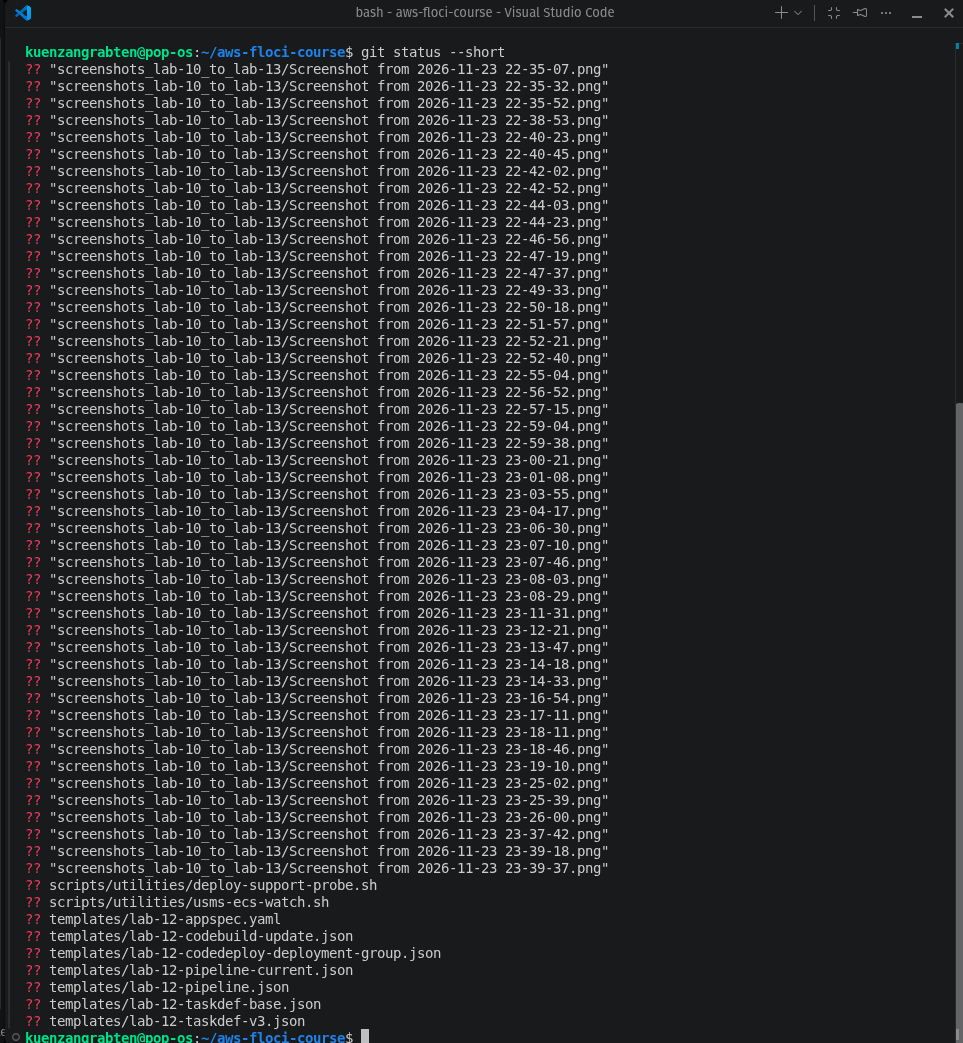 bash - aws-floci-course - Visual Studio Code
kuenzangrabten@pop-os:~/aws-floci-course$ git status --short
?? "screenshots_lab-10_to_lab-13/Screenshot from 2026-11-23 22-35-07.png"
?? "screenshots_lab-10_to_lab-13/Screenshot from 2026-11-23 22-35-32.png"
?? "screenshots_lab-10_to_lab-13/Screenshot from 2026-11-23 22-35-52.png"
?? "screenshots_lab-10_to_lab-13/Screenshot from 2026-11-23 22-38-53.png"
?? "screenshots_lab-10_to_lab-13/Screenshot from 2026-11-23 22-40-23.png"
?? "screenshots_lab-10_to_lab-13/Screenshot from 2026-11-23 22-40-45.png"
?? "screenshots_lab-10_to_lab-13/Screenshot from 2026-11-23 22-42-02.png"
?? "screenshots_lab-10_to_lab-13/Screenshot from 2026-11-23 22-42-52.png"
?? "screenshots_lab-10_to_lab-13/Screenshot from 2026-11-23 22-44-03.png"
?? "screenshots_lab-10_to_lab-13/Screenshot from 2026-11-23 22-44-23.png"
?? "screenshots_lab-10_to_lab-13/Screenshot from 2026-11-23 22-46-56.png"
?? "screenshots_lab-10_to_lab-13/Screenshot from 2026-11-23 22-47-19.png"
?? "screenshots_lab-10_to_lab-13/Screenshot from 2026-11-23 22-47-37.png"
?? "screenshots_lab-10_to_lab-13/Screenshot from 2026-11-23 22-49-33.png"
?? "screenshots_lab-10_to_lab-13/Screenshot from 2026-11-23 22-50-18.png"
?? "screenshots_lab-10_to_lab-13/Screenshot from 2026-11-23 22-51-57.png"
?? "screenshots_lab-10_to_lab-13/Screenshot from 2026-11-23 22-52-21.png"
?? "screenshots_lab-10_to_lab-13/Screenshot from 2026-11-23 22-52-40.png"
?? "screenshots_lab-10_to_lab-13/Screenshot from 2026-11-23 22-55-04.png"
?? "screenshots_lab-10_to_lab-13/Screenshot from 2026-11-23 22-56-52.png"
?? "screenshots_lab-10_to_lab-13/Screenshot from 2026-11-23 22-57-15.png"
?? "screenshots_lab-10_to_lab-13/Screenshot from 2026-11-23 22-59-04.png"
?? "screenshots_lab-10_to_lab-13/Screenshot from 2026-11-23 22-59-38.png"
?? "screenshots_lab-10_to_lab-13/Screenshot from 2026-11-23 23-00-21.png"
?? "screenshots_lab-10_to_lab-13/Screenshot from 2026-11-23 23-01-08.png"
?? "screenshots_lab-10_to_lab-13/Screenshot from 2026-11-23 23-03-55.png"
?? "screenshots_lab-10_to_lab-13/Screenshot from 2026-11-23 23-04-17.png"
?? "screenshots_lab-10_to_lab-13/Screenshot from 2026-11-23 23-06-30.png"
?? "screenshots_lab-10_to_lab-13/Screenshot from 2026-11-23 23-07-10.png"
?? "screenshots_lab-10_to_lab-13/Screenshot from 2026-11-23 23-07-46.png"
?? "screenshots_lab-10_to_lab-13/Screenshot from 2026-11-23 23-08-03.png"
?? "screenshots_lab-10_to_lab-13/Screenshot from 2026-11-23 23-08-29.png"
?? "screenshots_lab-10_to_lab-13/Screenshot from 2026-11-23 23-11-31.png"
?? "screenshots_lab-10_to_lab-13/Screenshot from 2026-11-23 23-12-21.png"
?? "screenshots_lab-10_to_lab-13/Screenshot from 2026-11-23 23-13-47.png"
?? "screenshots_lab-10_to_lab-13/Screenshot from 2026-11-23 23-14-18.png"
?? "screenshots_lab-10_to_lab-13/Screenshot from 2026-11-23 23-14-33.png"
?? "screenshots_lab-10_to_lab-13/Screenshot from 2026-11-23 23-16-54.png"
?? "screenshots_lab-10_to_lab-13/Screenshot from 2026-11-23 23-17-11.png"
?? "screenshots_lab-10_to_lab-13/Screenshot from 2026-11-23 23-18-11.png"
?? "screenshots_lab-10_to_lab-13/Screenshot from 2026-11-23 23-18-46.png"
?? "screenshots_lab-10_to_lab-13/Screenshot from 2026-11-23 23-19-10.png"
?? "screenshots_lab-10_to_lab-13/Screenshot from 2026-11-23 23-25-02.png"
?? "screenshots_lab-10_to_lab-13/Screenshot from 2026-11-23 23-25-39.png"
?? "screenshots_lab-10_to_lab-13/Screenshot from 2026-11-23 23-26-00.png"
?? "screenshots_lab-10_to_lab-13/Screenshot from 2026-11-23 23-37-42.png"
?? "screenshots_lab-10_to_lab-13/Screenshot from 2026-11-23 23-39-18.png"
?? "screenshots_lab-10_to_lab-13/Screenshot from 2026-11-23 23-39-37.png"
?? scripts/utilities/deploy-support-probe.sh
?? scripts/utilities/usms-ecs-watch.sh
?? templates/lab-12-appspec.yaml
?? templates/lab-12-codebuild-update.json
?? templates/lab-12-codedeploy-deployment-group.json
?? templates/lab-12-pipeline-current.json
?? templates/lab-12-pipeline.json
?? templates/lab-12-taskdef-base.json
?? templates/lab-12-taskdef-v3.json
kuenzangrabten@pop-os:~/aws-floci-course$